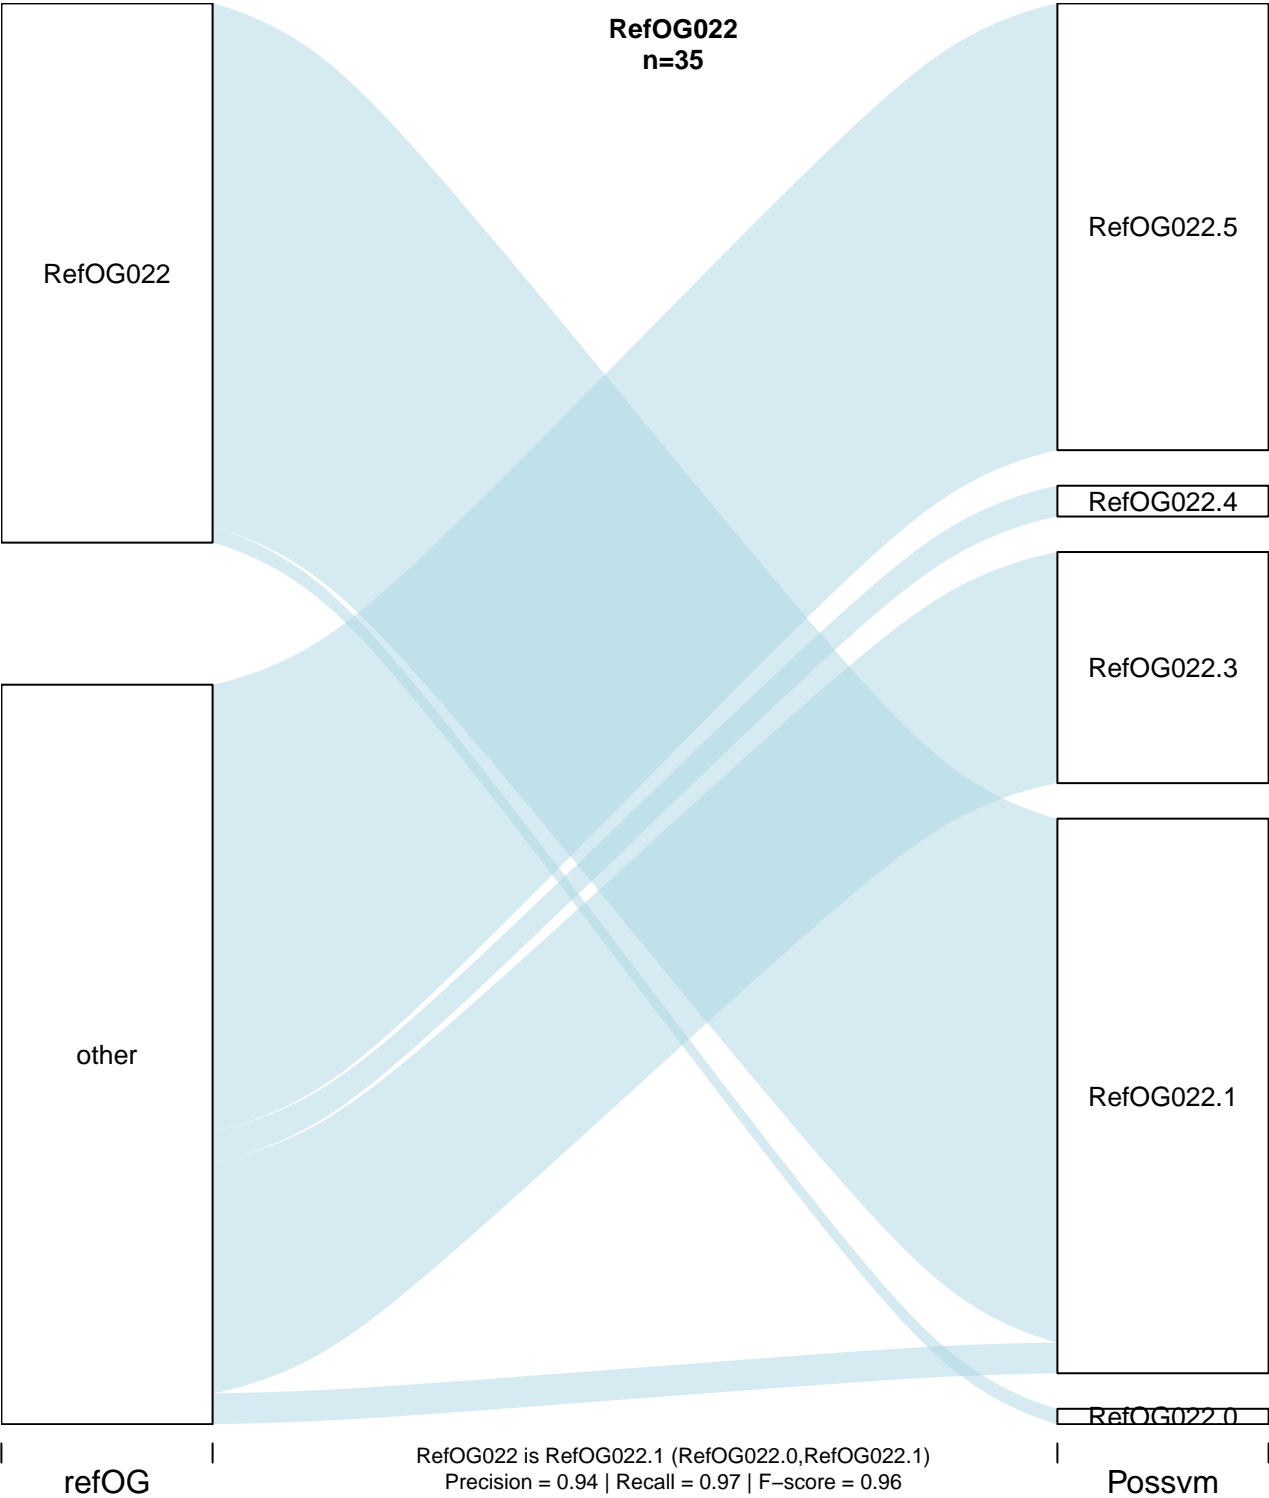 RefOG022
n=35
RefOG022
other
RefOG022.5
RefOG022.4
RefOG022.3
RefOG022.1
RefOG022.0
refOG
RefOG022 is RefOG022.1 (RefOG022.0,RefOG022.1)
Precision = 0.94 | Recall = 0.97 | F−score = 0.96
Possvm